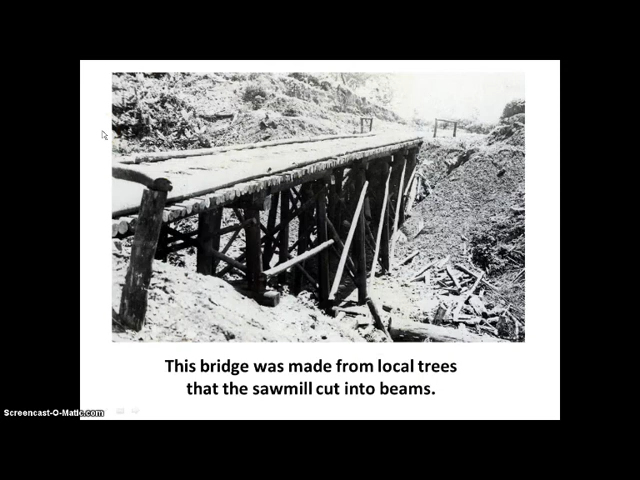 This bridge was made from local trees
that the sawmill cut into beams.
Screencast-O-Matic.com